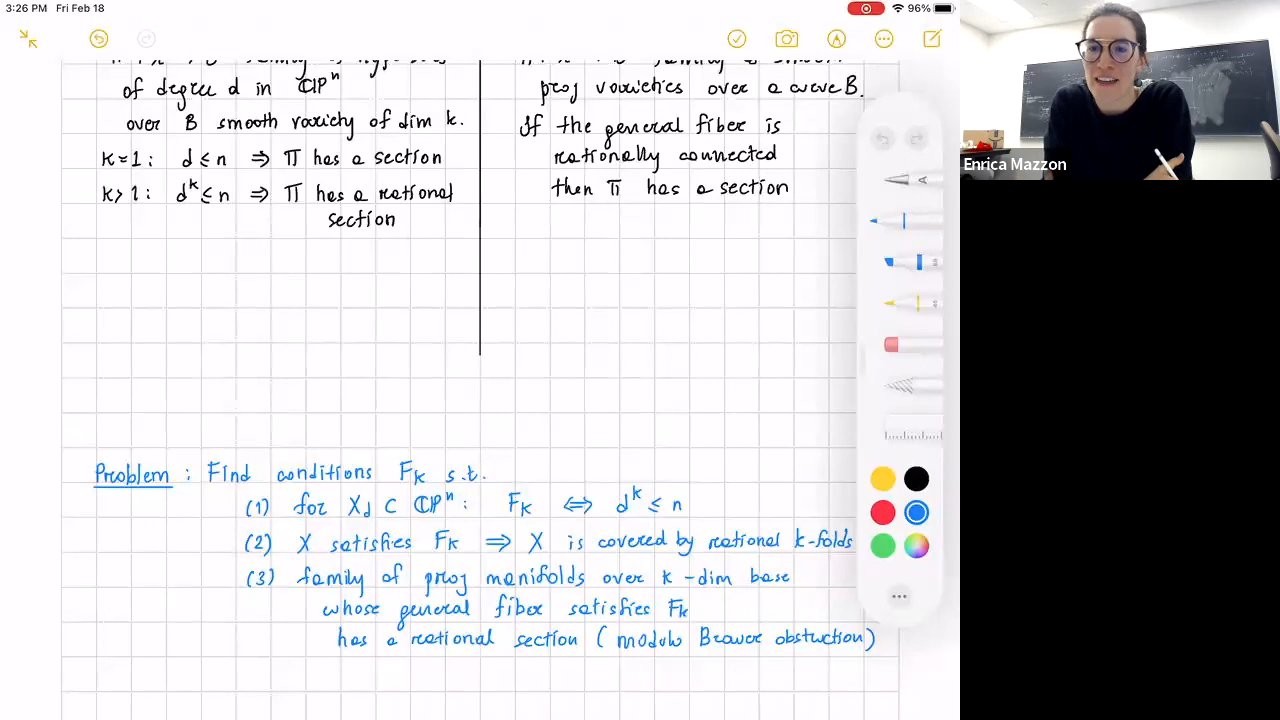 3:26 PM Fri Feb 18
96%
of degree d in ℂP^n
over B smooth variety of dim k.
k=1: d ≤ n ⇒ π has a section
k>1: d^k ≤ n ⇒ π has a rational
section
proj varieties over a curve B.
If the general fiber is
rationally connected
then π has a section
Problem: Find conditions F_k s.t.
(1) for X_d ⊂ ℂP^n: F_k ⇔ d^k ≤ n
(2) X satisfies F_k ⇒ X is covered by rational k-folds
(3) family of proj manifolds over k-dim base
whose general fiber satisfies F_k
has a rational section (modulo Brauer obstruction)
Enrica Mazzon